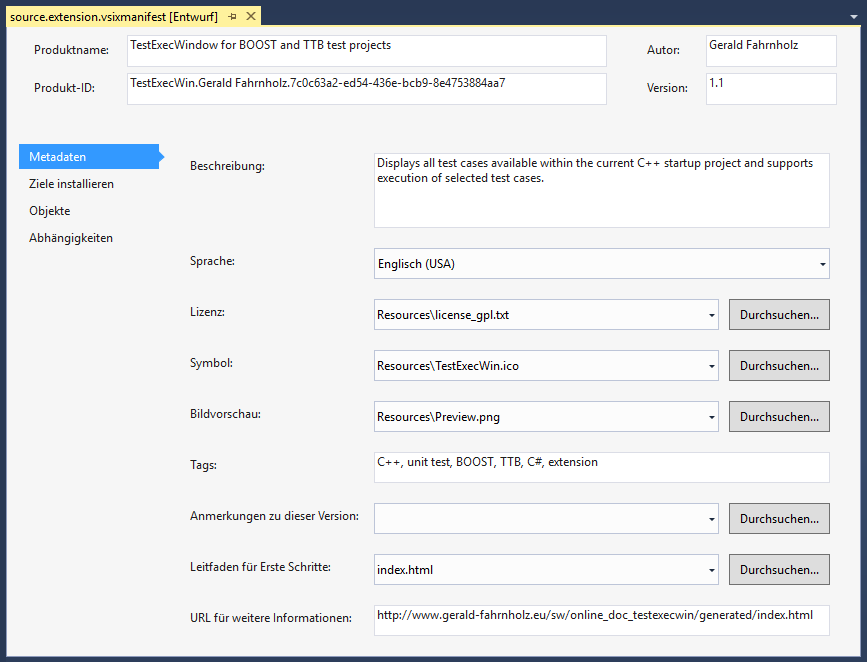 source.extension.vsixmanifest [Entwurf]
Produktname: TestExecWindow for BOOST and TTB test projects Autor: Gerald Fahrnholz
Produkt-ID: TestExecWin.Gerald Fahrnholz.7c0c63a2-ed54-436e-bcb9-8e4753884aa7 Version: 1.1
Metadaten
Ziele installieren
Objekte
Abhängigkeiten
Beschreibung: Displays all test cases available within the current C++ startup project and supports
execution of selected test cases.
Sprache: Englisch (USA)
Lizenz: Resources\license_gpl.txt Durchsuchen...
Symbol: Resources\TestExecWin.ico Durchsuchen...
Bildvorschau: Resources\Preview.png Durchsuchen...
Tags: C++, unit test, BOOST, TTB, C#, extension
Anmerkungen zu dieser Version: Durchsuchen...
Leitfaden für Erste Schritte: index.html Durchsuchen...
URL für weitere Informationen: http://www.gerald-fahrnholz.eu/sw/online_doc_testexecwin/generated/index.html